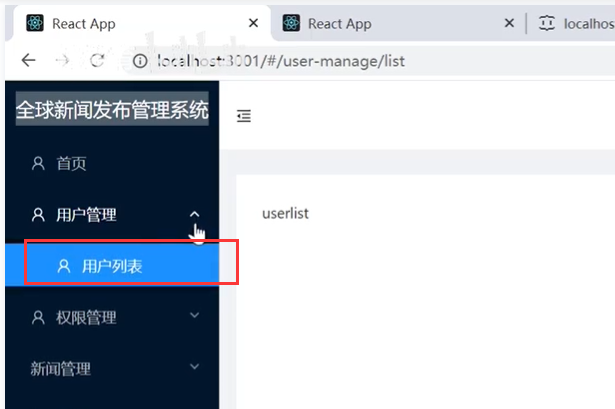 React App
React App
localhos
localhost:3001/#/user-manage/list
全球新闻发布管理系统
首页
用户管理
userlist
用户列表
权限管理
新闻管理